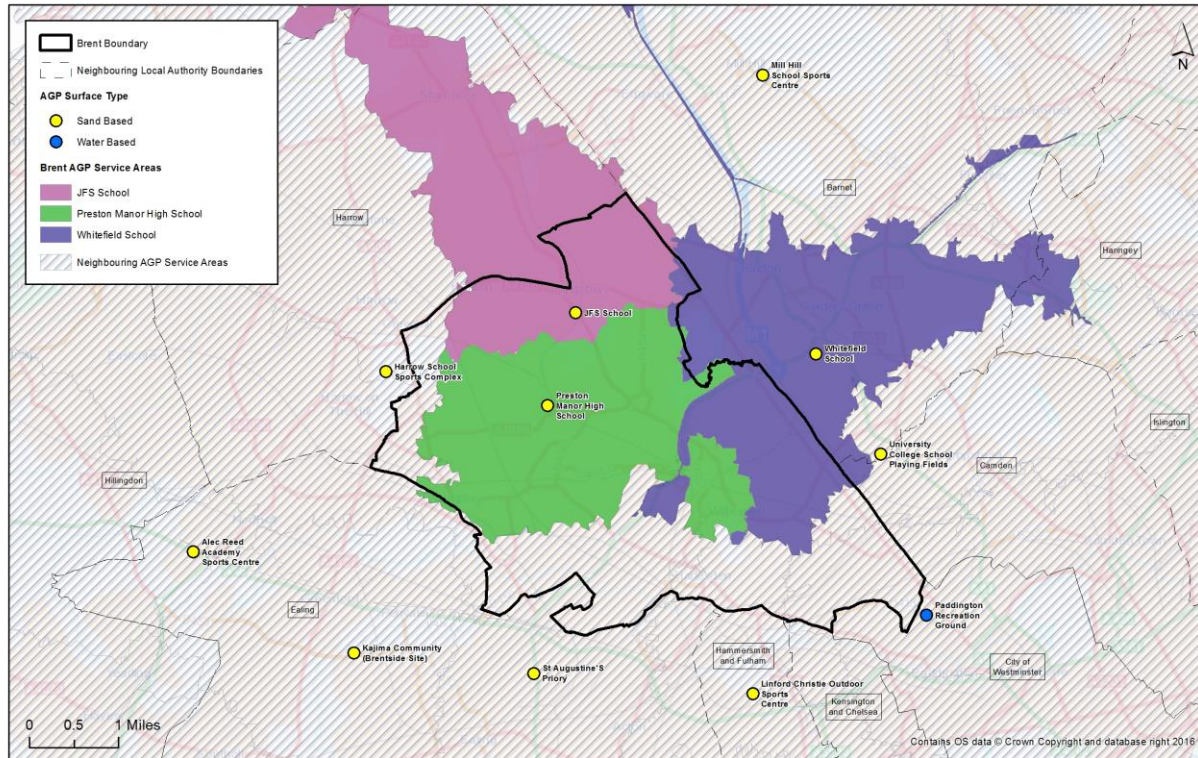 Brent Boundary
Neighbouring Local Authority Boundaries
AGP Surface Type
Sand Based
Water Based
Brent AGP Service Areas
JFS School
Preston Manor High School
Whitefield School
Neighbouring AGP Service Areas
N
Mill Hill
School Sports
Centre
Barnet
Harrow
Haringey
JFS School
Whitefield
School
Harrow School
Sports Complex
Preston
Manor High
School
Islington
University
College School
Playing Fields
Camden
Hillingdon
Alec Reed
Academy
Sports Centre
Ealing
Paddington
Recreation
Ground
Kajima Community
(Brentside Site)
St Augustine'S
Priory
Hammersmith
and Fulham
City of
Westminster
Linford Christie Outdoor
Sports
Centre
Kensington
and Chelsea
0 0.5 1 Miles
Contains OS data © Crown Copyright and database right 2016